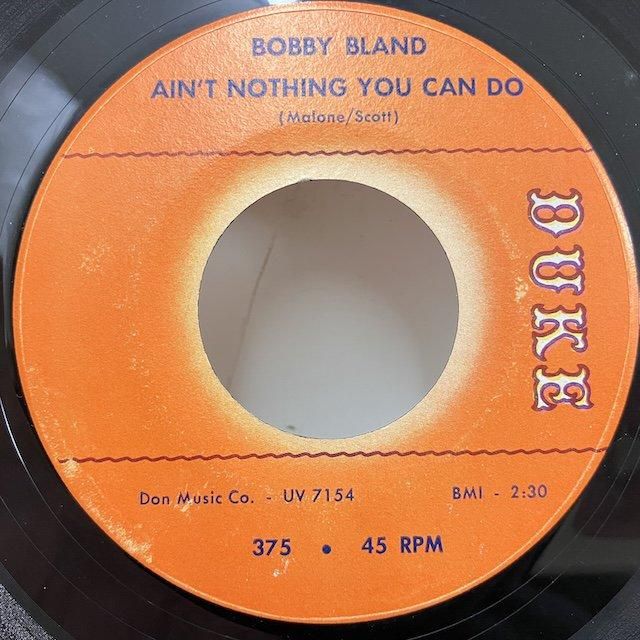 BOBBY BLAND
AIN'T NOTHING YOU CAN DO
(Malone/Scott)
DUKE
Don Music Co. - UV 7154
BMI - 2:30
375 • 45 RPM